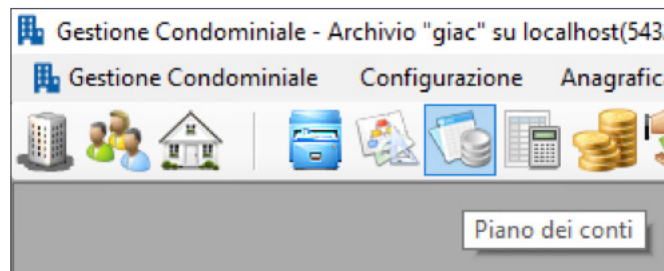 Gestione Condominiale - Archivio "giac" su localhost(543
Gestione Condominiale Configurazione Anagrafic
Piano dei conti